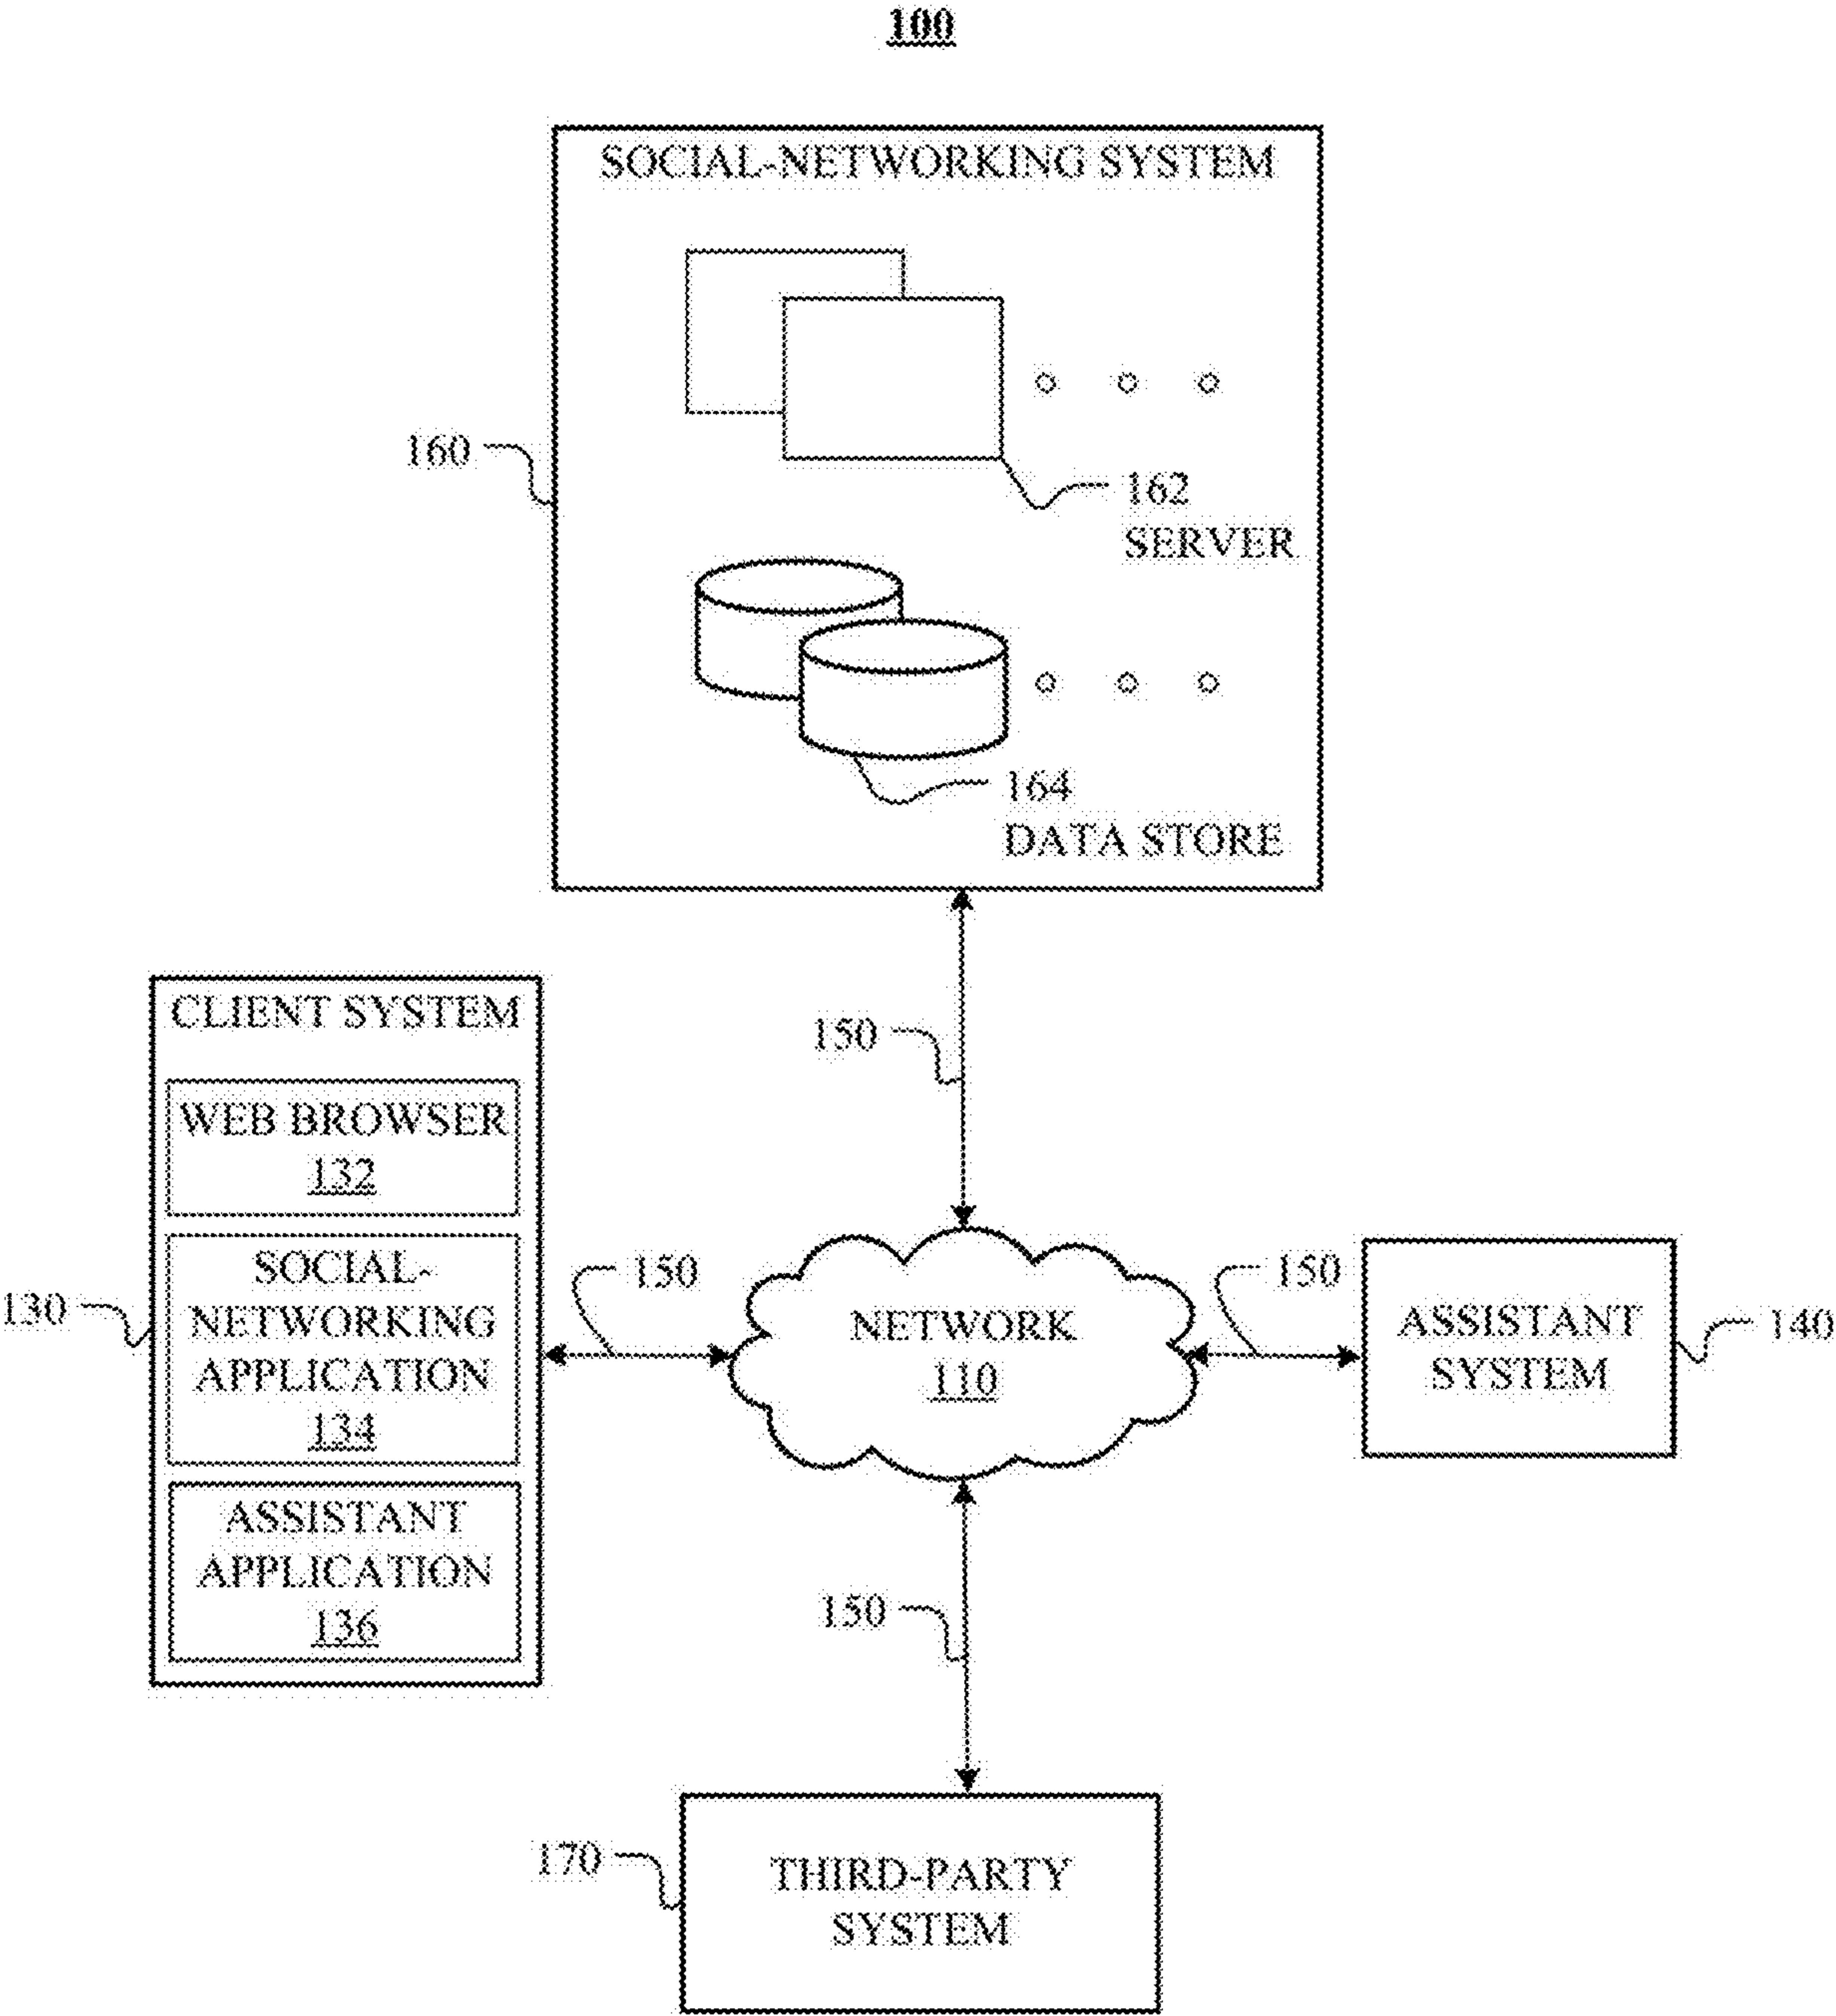 100
SOCIAL-NETWORKING SYSTEM
160
162
SERVER
164
DATA STORE
CLIENT SYSTEM
WEB BROWSER
132
SOCIAL-
NETWORKING
APPLICATION
134
ASSISTANT
APPLICATION
136
130
150
150
NETWORK
110
150
ASSISTANT
SYSTEM
140
150
170
THIRD-PARTY
SYSTEM